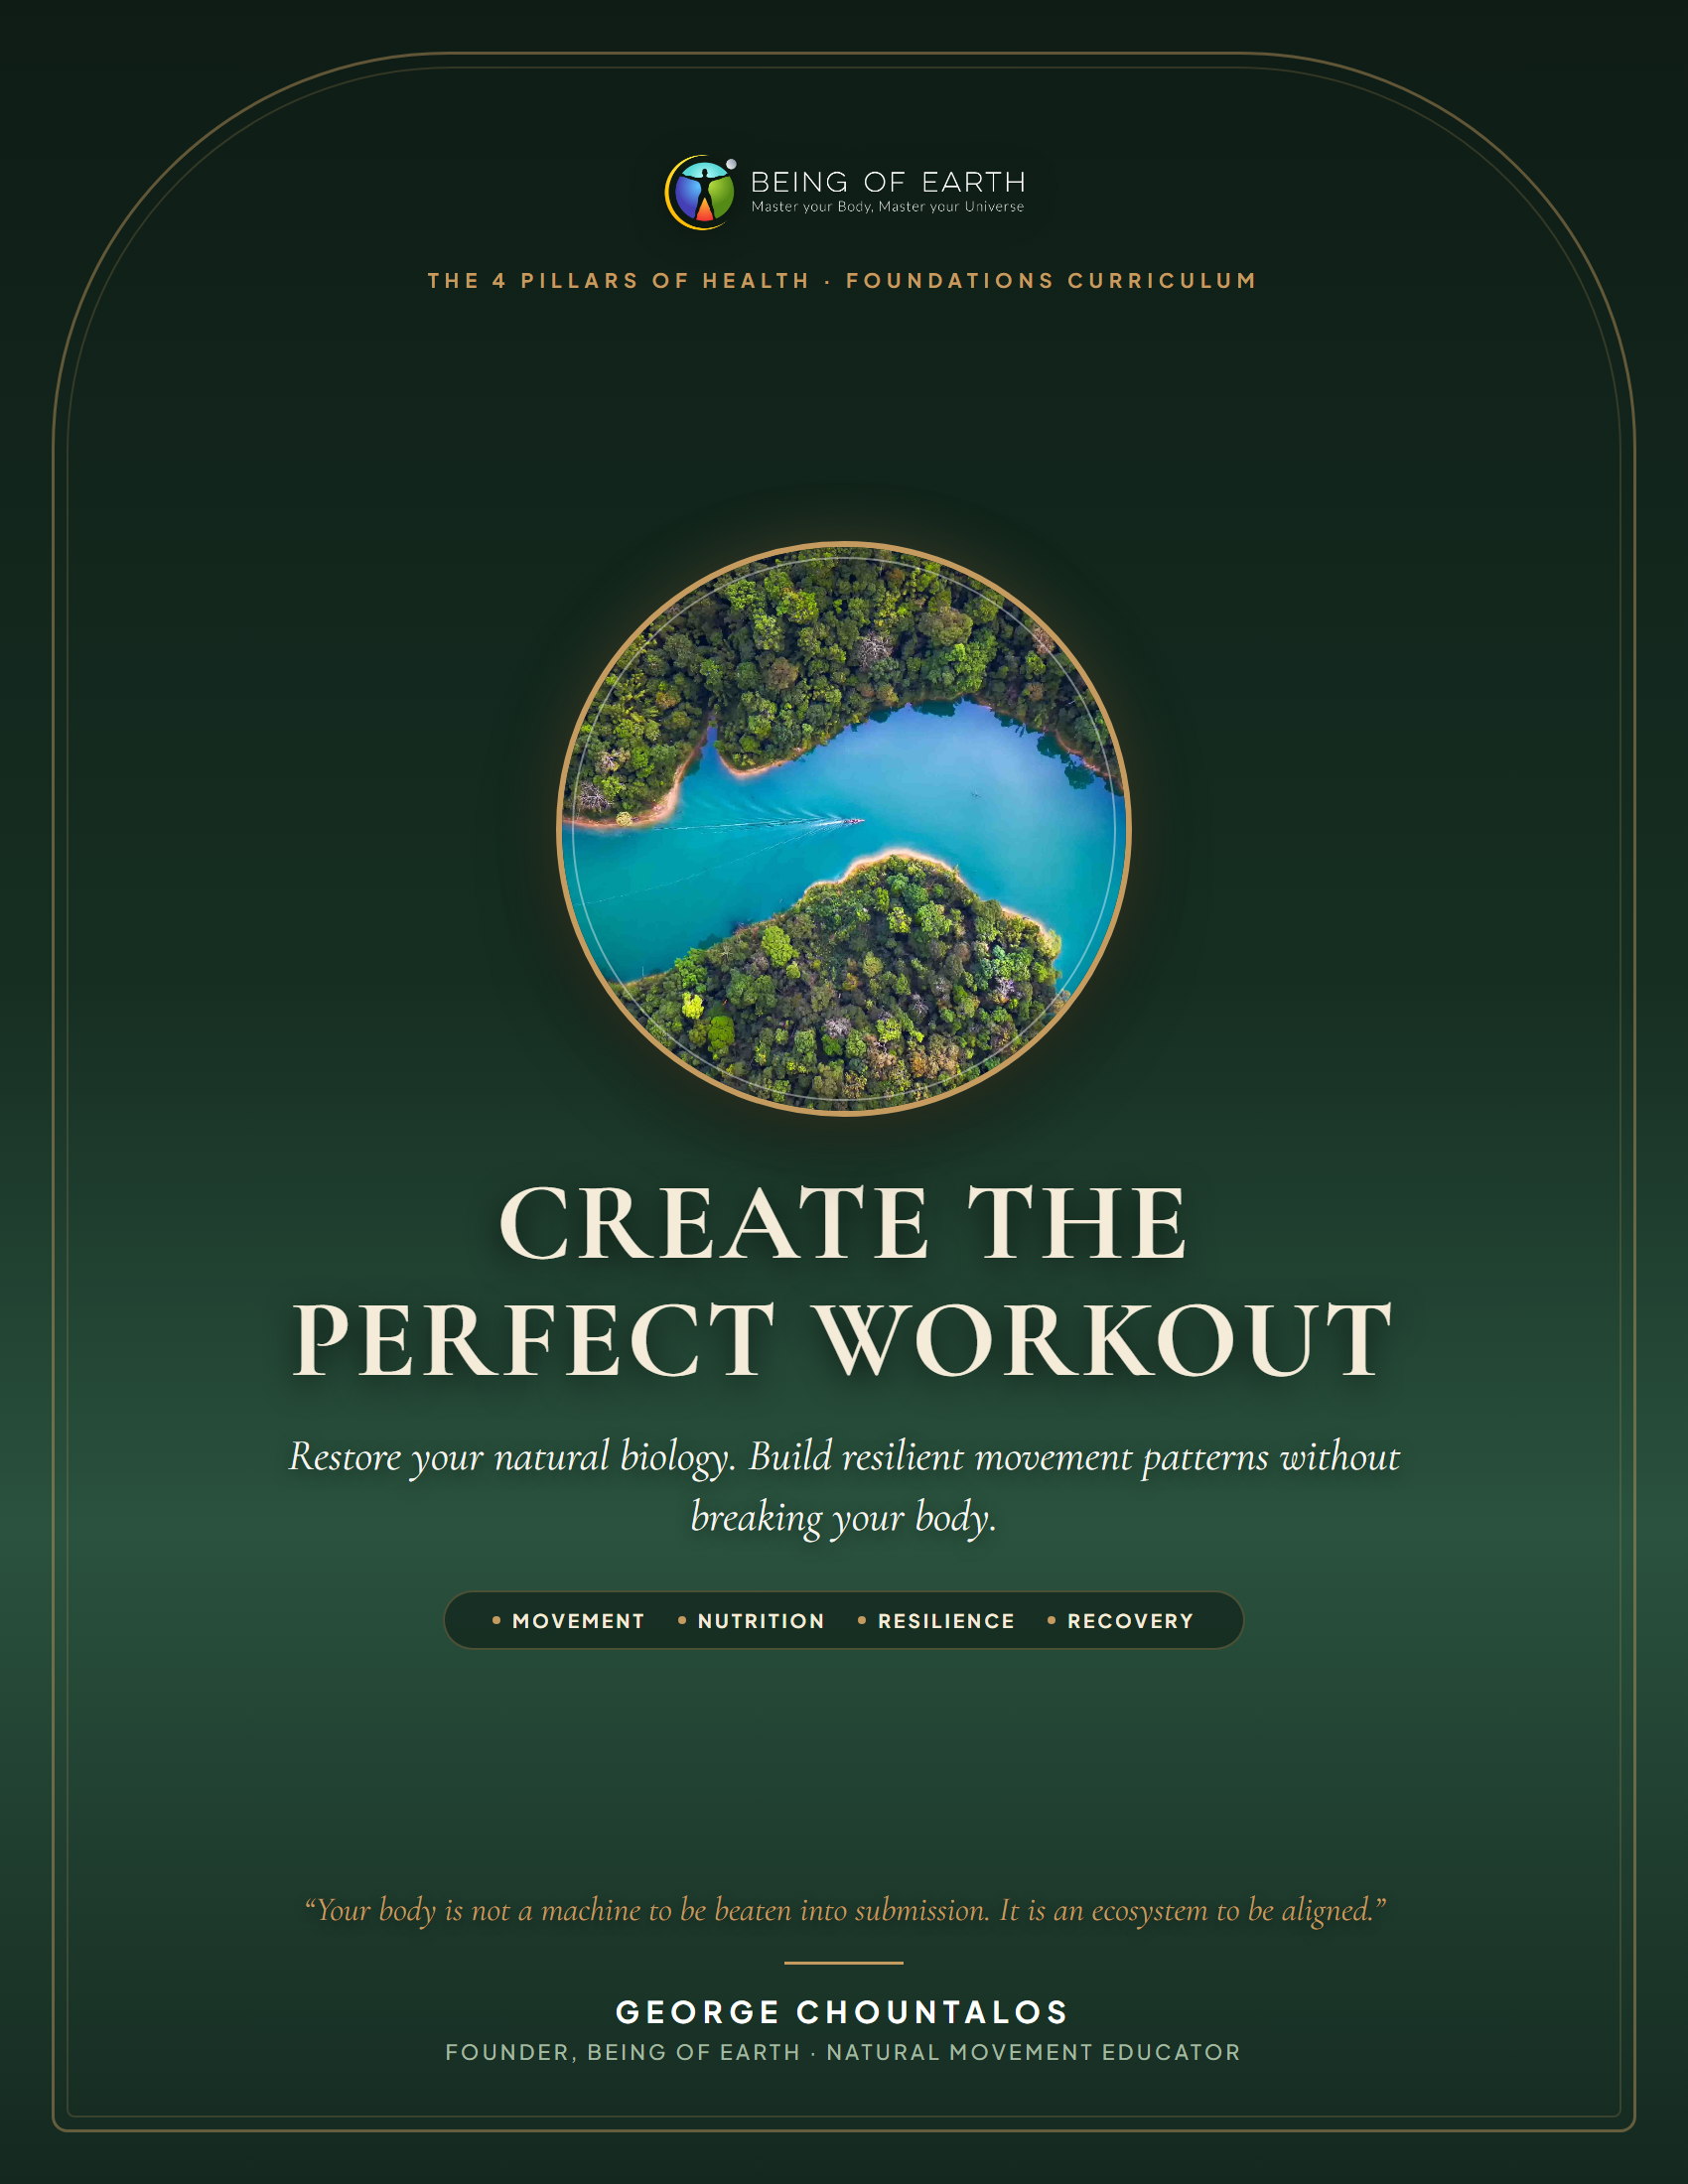 BEING OF EARTH
Master your Body, Master your Universe
THE 4 PILLARS OF HEALTH · FOUNDATIONS CURRICULUM
CREATE THE
PERFECT WORKOUT
Restore your natural biology. Build resilient movement patterns without
breaking your body.
• MOVEMENT • NUTRITION • RESILIENCE • RECOVERY
“Your body is not a machine to be beaten into submission. It is an ecosystem to be aligned.”
GEORGE CHOUNTALOS
FOUNDER, BEING OF EARTH · NATURAL MOVEMENT EDUCATOR